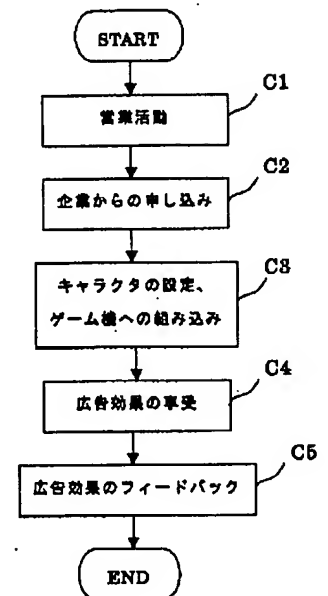 START
C1
営業活動
C2
企業からの申し込み
C3
キャラクタの設定、
ゲーム機への組み込み
C4
広告効果の享受
C5
広告効果のフィードバック
END